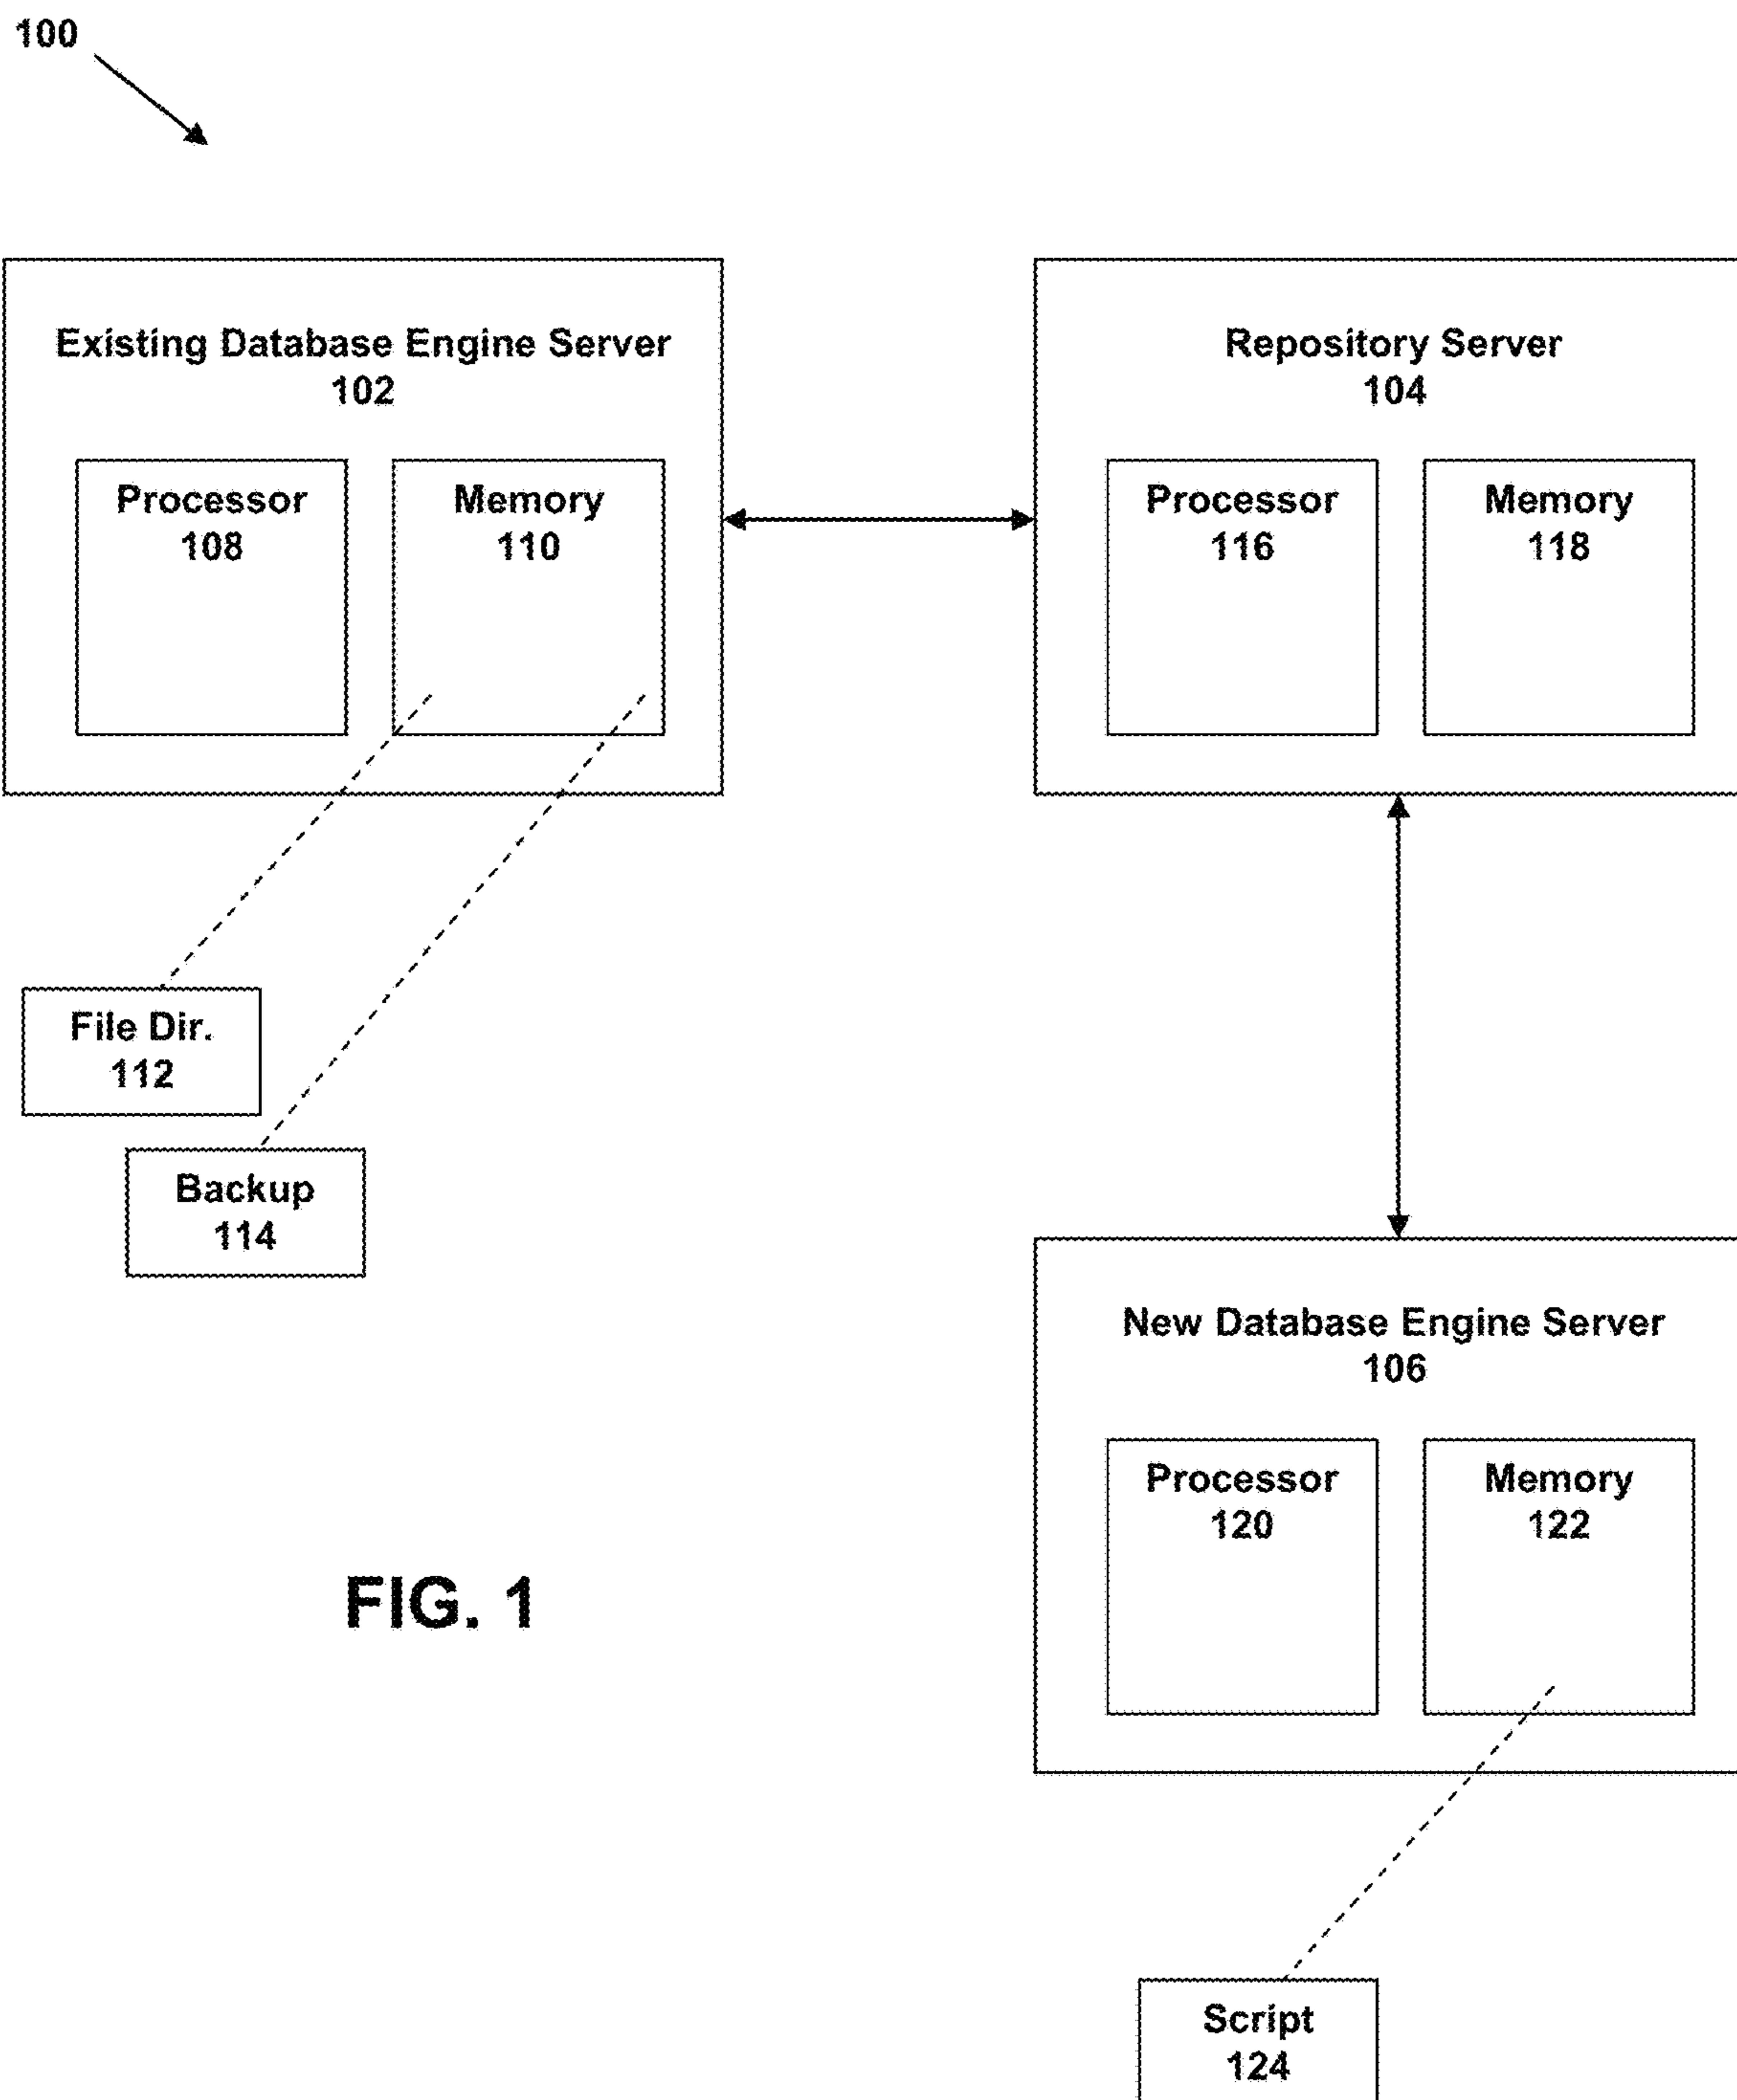 100
Existing Database Engine Server
102
Processor
108
Memory
110
Repository Server
104
Processor
116
Memory
118
File Dir.
112
Backup
114
New Database Engine Server
106
Processor
120
Memory
122
FIG. 1
Script
124